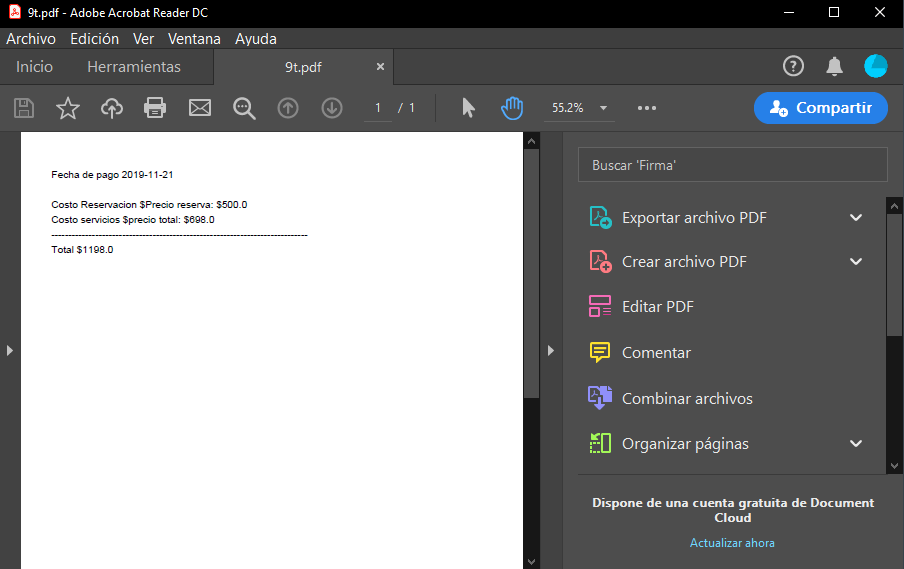 9t.pdf - Adobe Acrobat Reader DC
Archivo Edición Ver Ventana Ayuda
Inicio Herramientas 9t.pdf
1 / 1 55.2% Compartir
Fecha de pago 2019-11-21
Costo Reservacion $Precio reserva: $500.0
Costo servicios $precio total: $698.0
--------------------------------------------------------------------------------
Total $1198.0
Buscar 'Firma'
Exportar archivo PDF
Crear archivo PDF
Editar PDF
Comentar
Combinar archivos
Organizar páginas
Dispone de una cuenta gratuita de Document
Cloud
Actualizar ahora